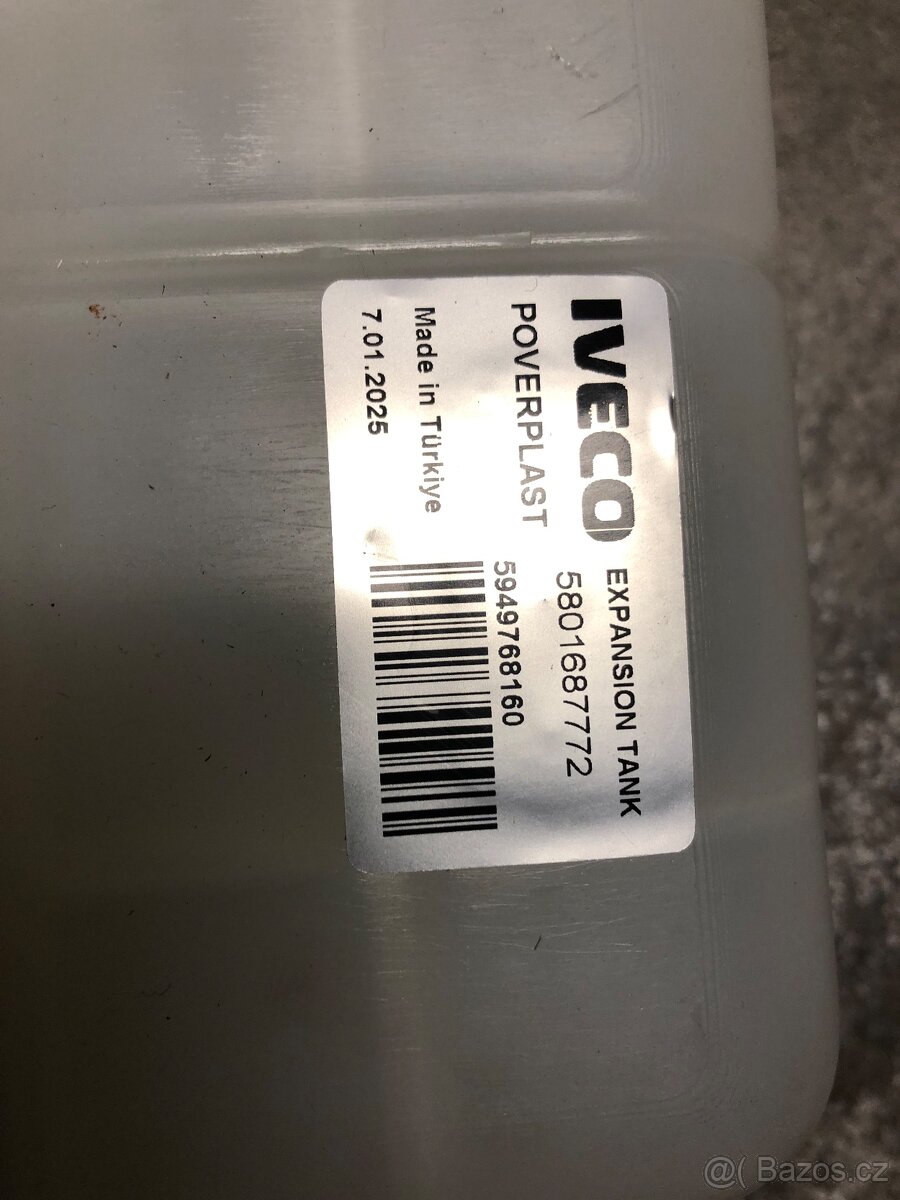 IVECO EXPANSION TANK
5801687772
POVERPLAST
5949768160
Made in Türkiye
7.01.2025
@( Bazos.cz